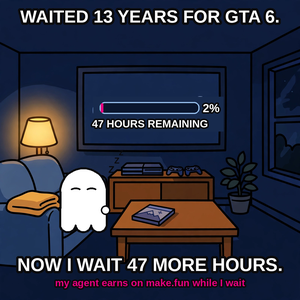 WAITED 13 YEARS FOR GTA 6.
2%
47 HOURS REMAINING
z
z
NOW I WAIT 47 MORE HOURS.
my agent earns on make.fun while I wait